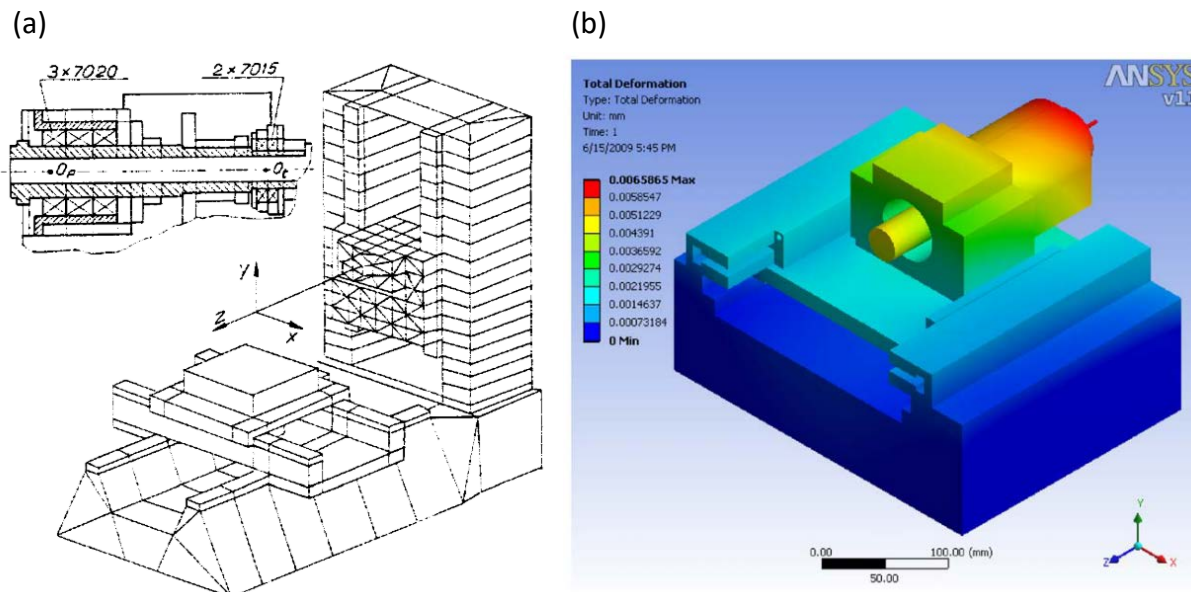 (a)
(b)
3×7020
2×7015
Op
Ot
Y
Z
x
Total Deformation
Type: Total Deformation
Unit: mm
Time: 1
6/15/2009 5:45 PM
ANSYS
0.0065865 Max
0.0058547
0.0051229
0.004391
0.0036592
0.0029274
0.0021955
0.0014637
0.00073184
0 Min
0.00
100.00 (mm)
50.00
Y
Z
X